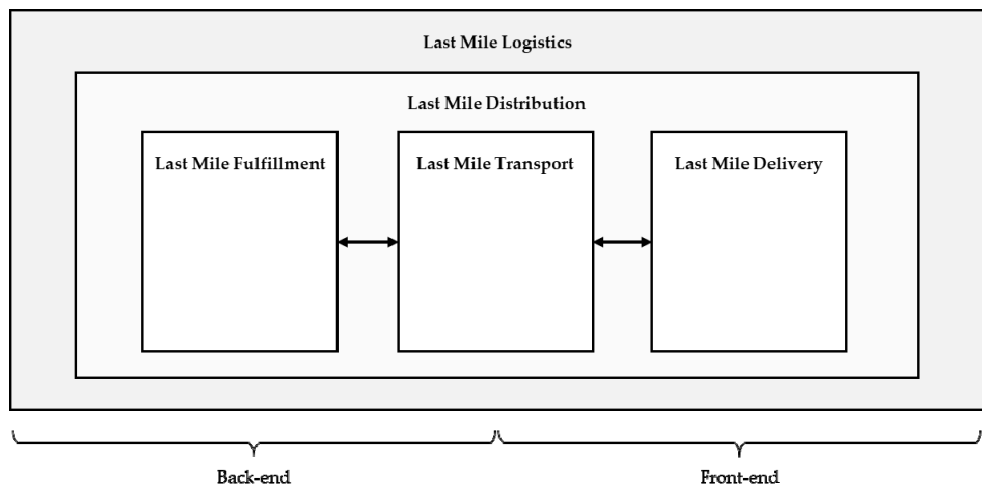 Last Mile Logistics
Last Mile Distribution
Last Mile Fulfillment
Last Mile Transport
Last Mile Delivery
Back-end
Front-end